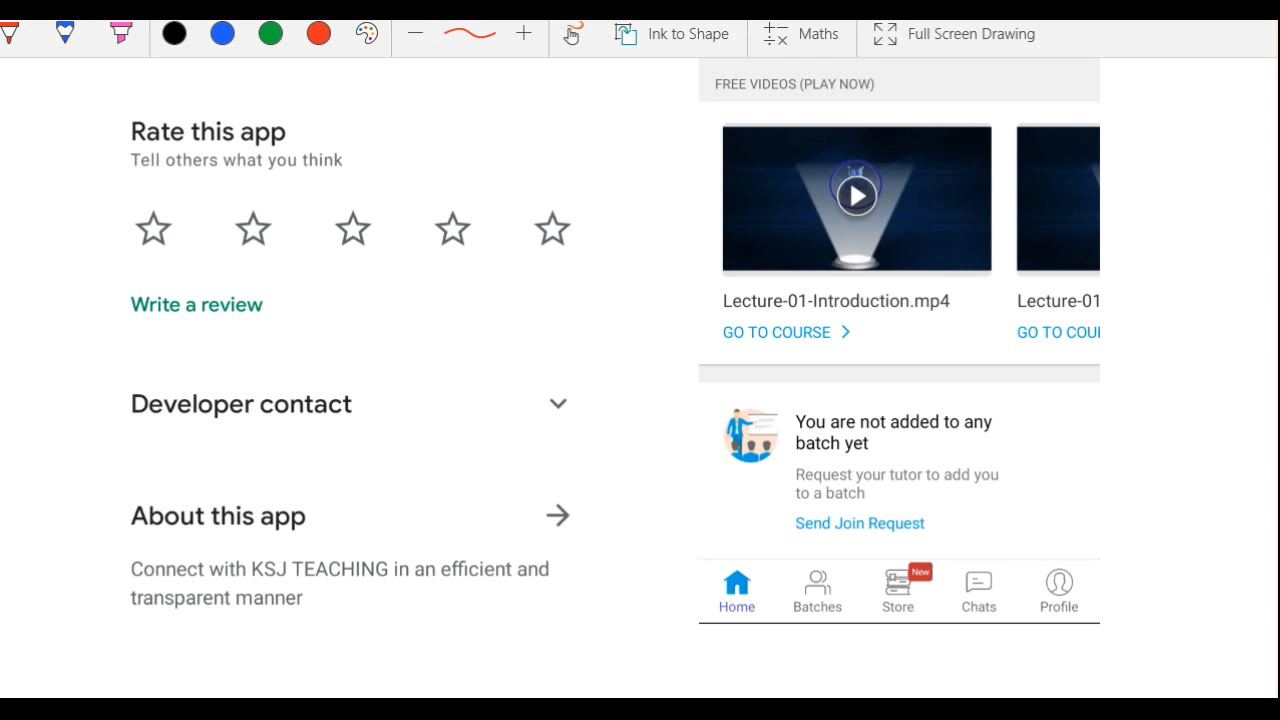 Ink to Shape
Maths
Full Screen Drawing
Rate this app
Tell others what you think
Write a review
Developer contact
About this app
Connect with KSJ TEACHING in an efficient and
transparent manner
FREE VIDEOS (PLAY NOW)
Lecture-01-Introduction.mp4
GO TO COURSE
Lecture-01
GO TO COU
You are not added to any
batch yet
Request your tutor to add you
to a batch
Send Join Request
New
Home
Batches
Store
Chats
Profile